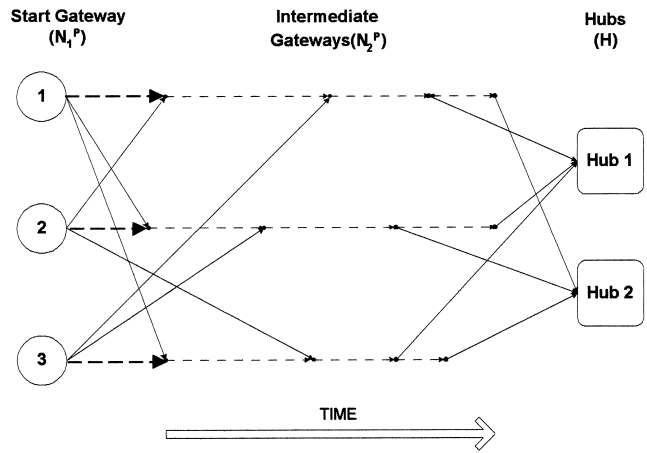 Start Gateway
(N₁ᴾ)
Intermediate
Gateways(N₂ᴾ)
Hubs
(H)
1
2
3
Hub 1
Hub 2
TIME